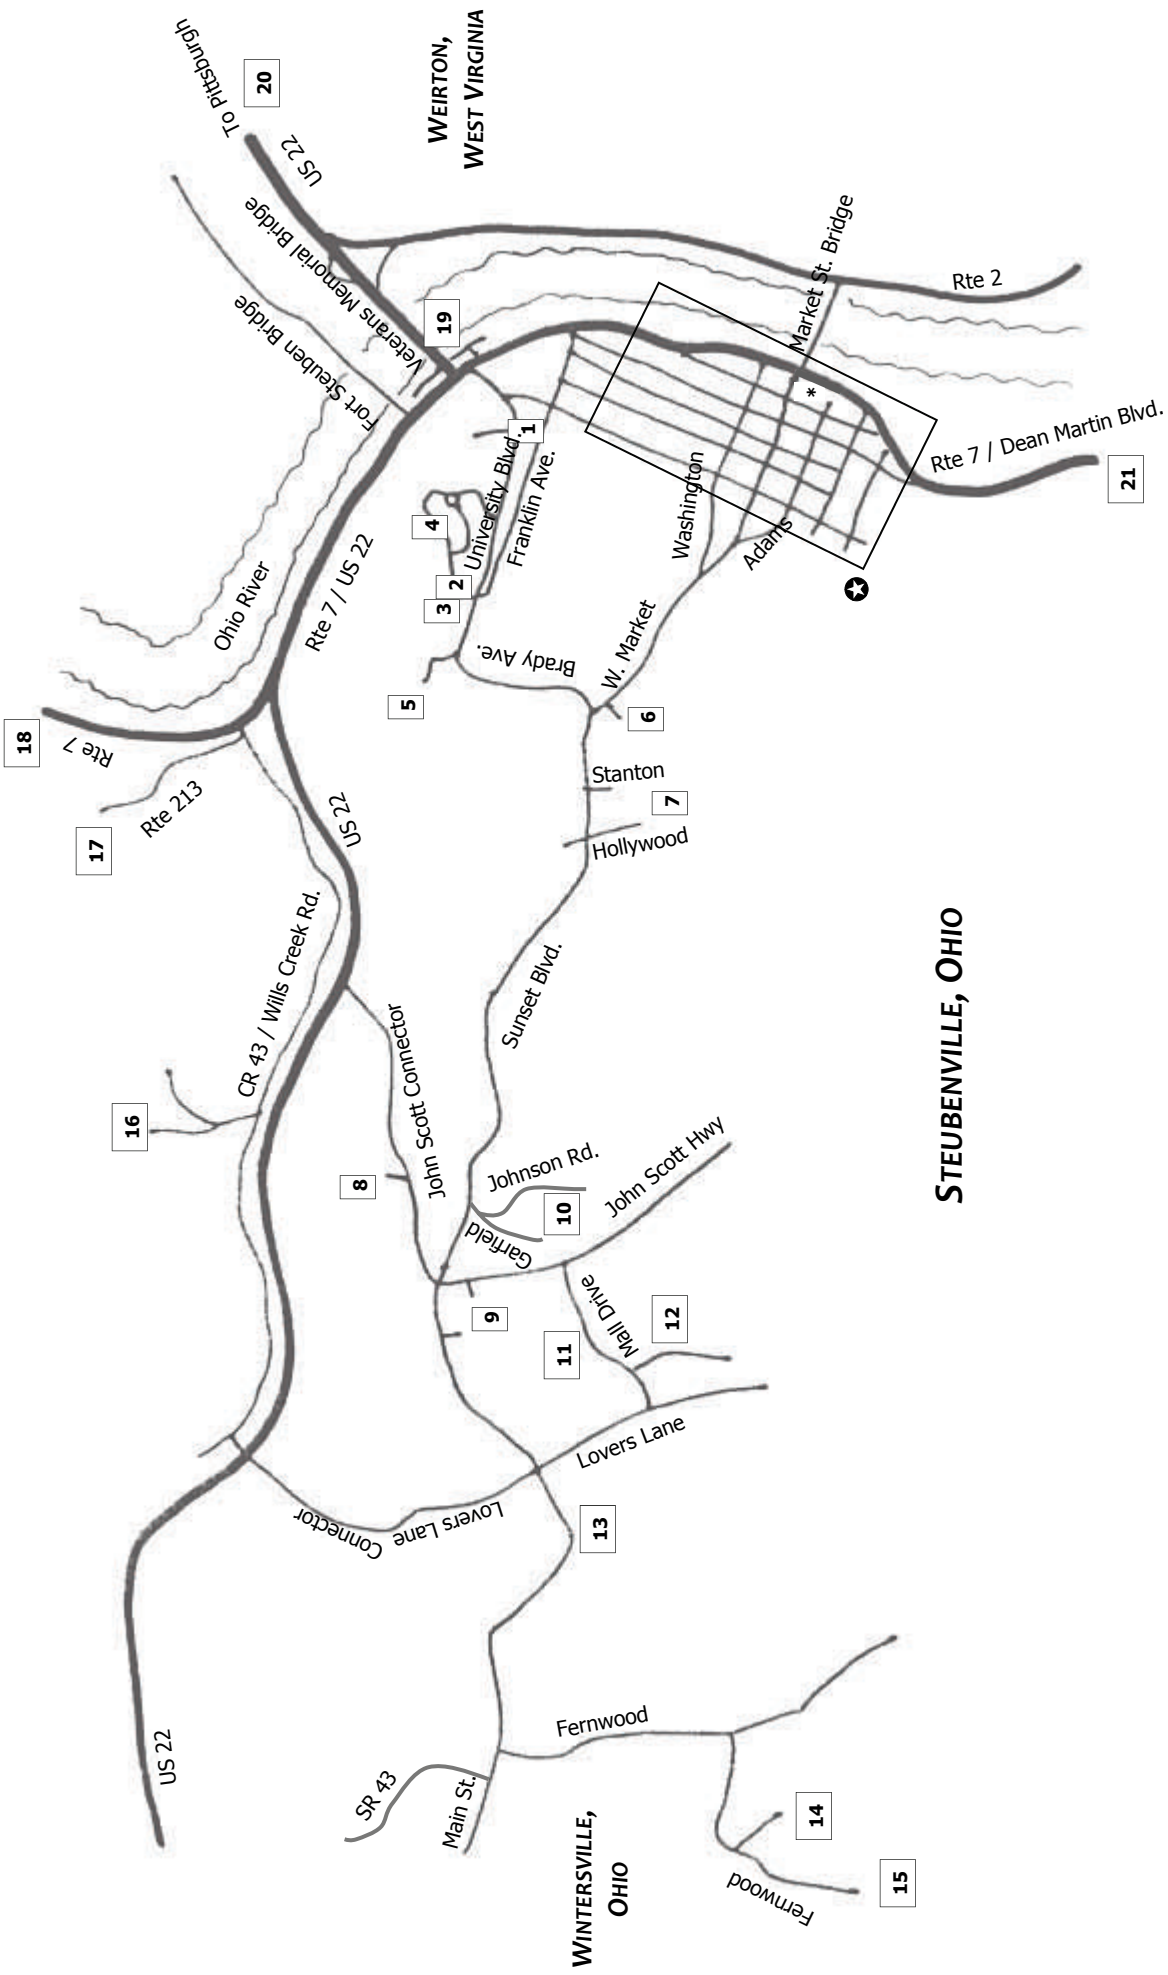 To Pittsburgh
20
US 22
WEIRTON,
WEST VIRGINIA
Veterans Memorial Bridge
Fort Steuben Bridge
19
Market St. Bridge
Rte 2
*
Rte 7 / Dean Martin Blvd.
21
1
University Blvd.
Franklin Ave.
4
2
3
Washington
Adams
Ohio River
Rte 7 / US 22
Brady Ave.
W. Market
5
6
18
Rte 7
Rte 213
17
US 22
Stanton
7
Hollywood
CR 43 / Wills Creek Rd.
Sunset Blvd.
STEUBENVILLE, OHIO
16
John Scott Connector
8
Johnson Rd.
10
Garfield
John Scott Hwy
9
11
Mall Drive
12
Lovers Lane
Lovers Lane
Connector
13
US 22
Fernwood
SR 43
Main St.
WINTERSVILLE,
OHIO
14
Fernwood
15